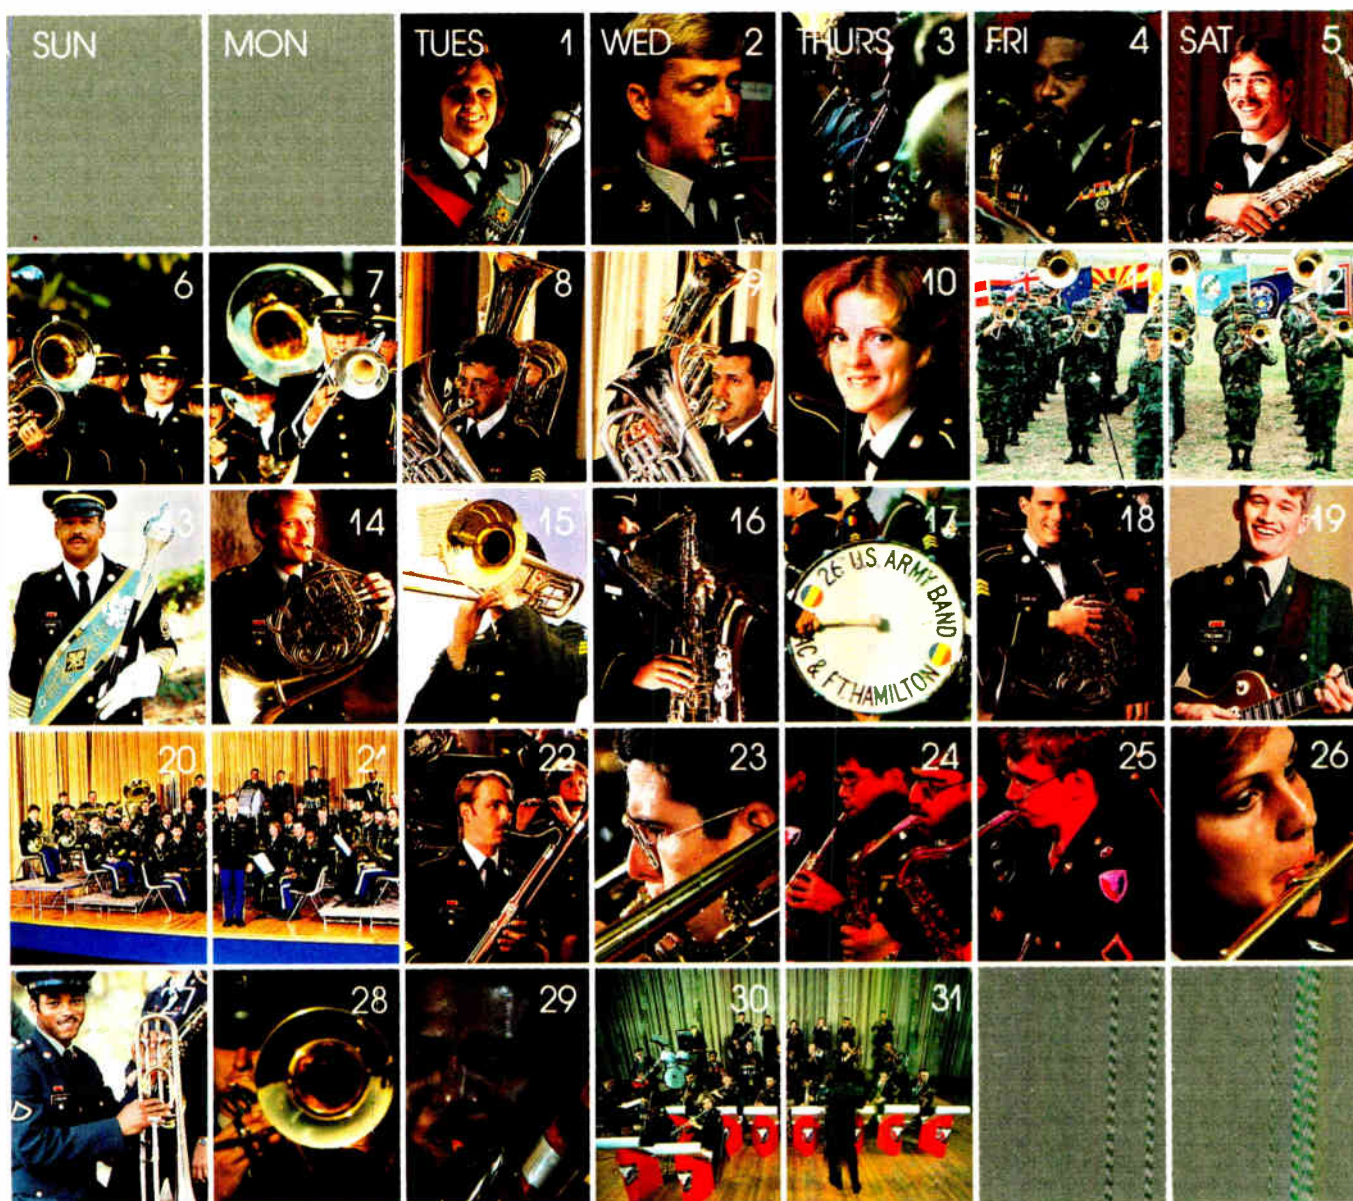 SUN MON TUES 1 WED 2 THURS 3 FRI 4 SAT 5
6 7 8 9 10 11 12
13 14 15 16 17 18 19
26 U.S. ARMY BAND
IC & FT. HAMILTON
20 21 22 23 24 25 26
27 28 29 30 31